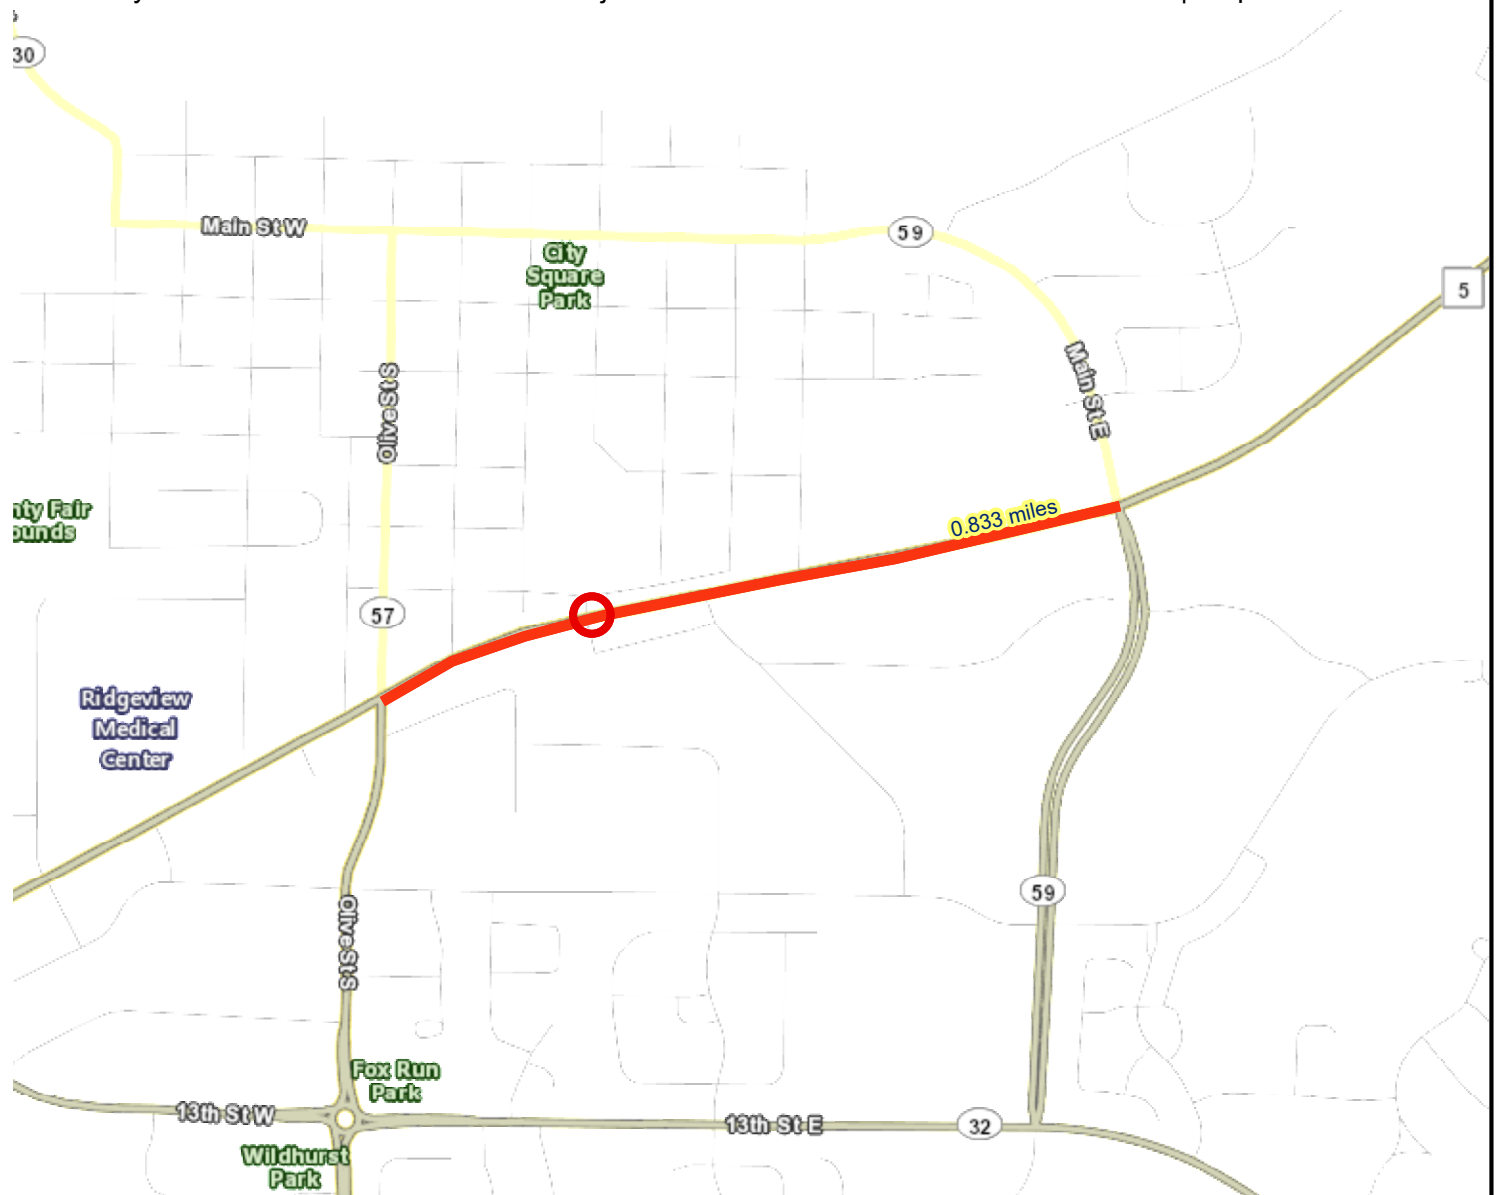 30
Main St W
59
City
Square
Park
5
Main St E
Olive St S
nty Fair
ounds
0.833 miles
57
Ridgeview
Medical
Center
59
Olive St S
Fox Run
Park
13th St W
13th St E
32
Wildhurst
Park